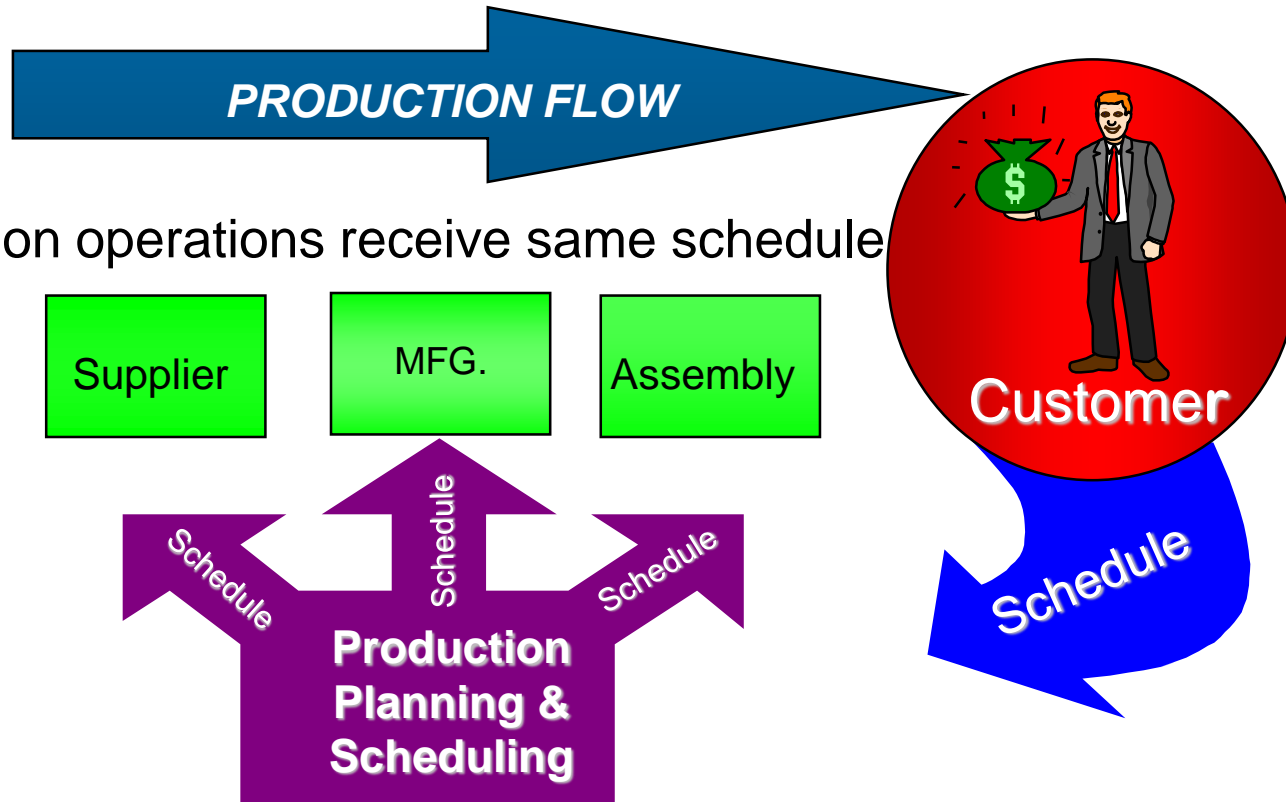 PRODUCTION FLOW
on operations receive same schedule
$
Supplier
MFG.
Assembly
Customer
Schedule
Schedule
Schedule
Schedule
Production
Planning &
Scheduling